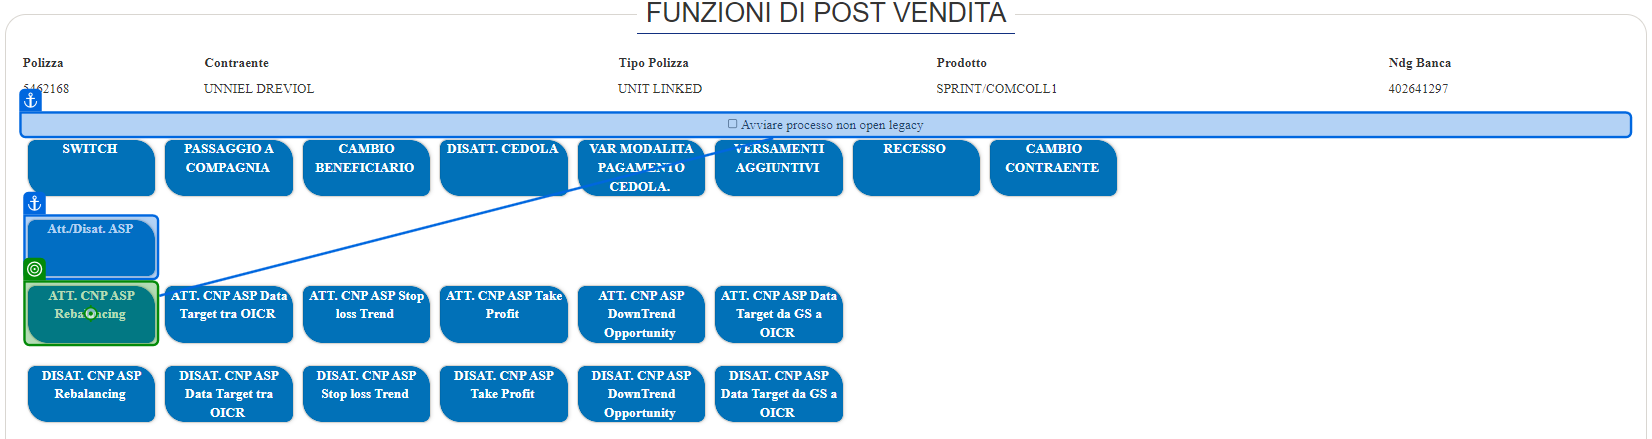 FUNZIONI DI POST VENDITA
Polizza Contraente Tipo Polizza Prodotto Ndg Banca
5462168 UNNIEL DREVIOL UNIT LINKED SPRINT/COMCOLL1 402641297
Avviare processo non open legacy
SWITCH
PASSAGGIO A
COMPAGNIA
CAMBIO
BENEFICIARIO
DISATT. CEDOLA
VAR MODALITA
PAGAMENTO
CEDOLA.
VERSAMENTI
AGGIUNTIVI
RECESSO
CAMBIO
CONTRAENTE
Att./Disat. ASP
ATT. CNP ASP
Rebalancing
ATT. CNP ASP Data
Target tra OICR
ATT. CNP ASP Stop
loss Trend
ATT. CNP ASP Take
Profit
ATT. CNP ASP
DownTrend
Opportunity
ATT. CNP ASP Data
Target da GS a
OICR
DISAT. CNP ASP
Rebalancing
DISAT. CNP ASP
Data Target tra
OICR
DISAT. CNP ASP
Stop loss Trend
DISAT. CNP ASP
Take Profit
DISAT. CNP ASP
DownTrend
Opportunity
DISAT. CNP ASP
Data Target da GS a
OICR